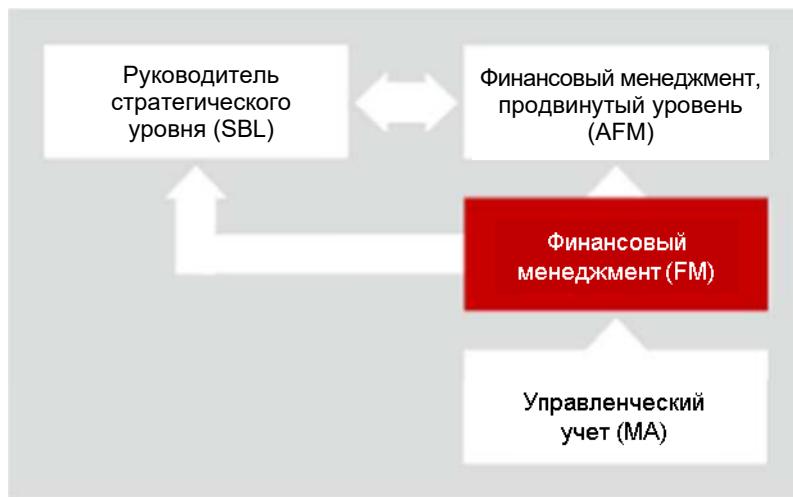 Руководитель
стратегического
уровня (SBL)
Финансовый менеджмент,
продвинутый уровень
(AFM)
Финансовый
менеджмент (FM)
Управленческий
учет (MA)